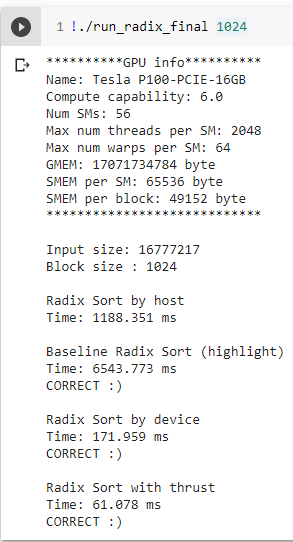 1 !./run_radix_final 1024
**********GPU info**********
Name: Tesla P100-PCIE-16GB
Compute capability: 6.0
Num SMs: 56
Max num threads per SM: 2048
Max num warps per SM: 64
GMEM: 17071734784 byte
SMEM per SM: 65536 byte
SMEM per block: 49152 byte
****************************
Input size: 16777217
Block size : 1024
Radix Sort by host
Time: 1188.351 ms
Baseline Radix Sort (highlight)
Time: 6543.773 ms
CORRECT :)
Radix Sort by device
Time: 171.959 ms
CORRECT :)
Radix Sort with thrust
Time: 61.078 ms
CORRECT :)